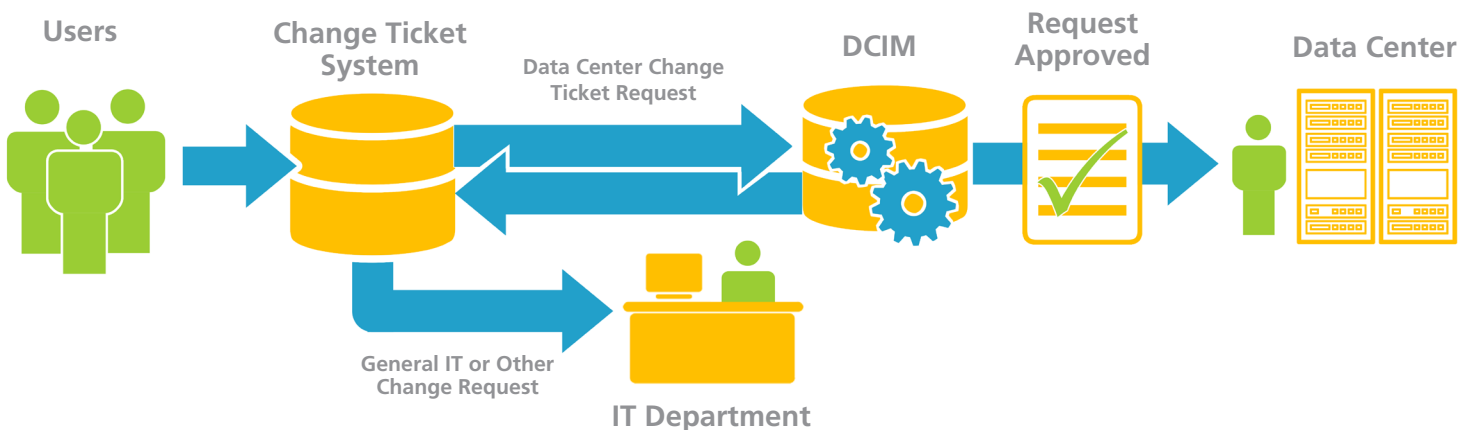 Users
Change Ticket
System
Data Center Change
Ticket Request
DCIM
Request
Approved
Data Center
General IT or Other
Change Request
IT Department